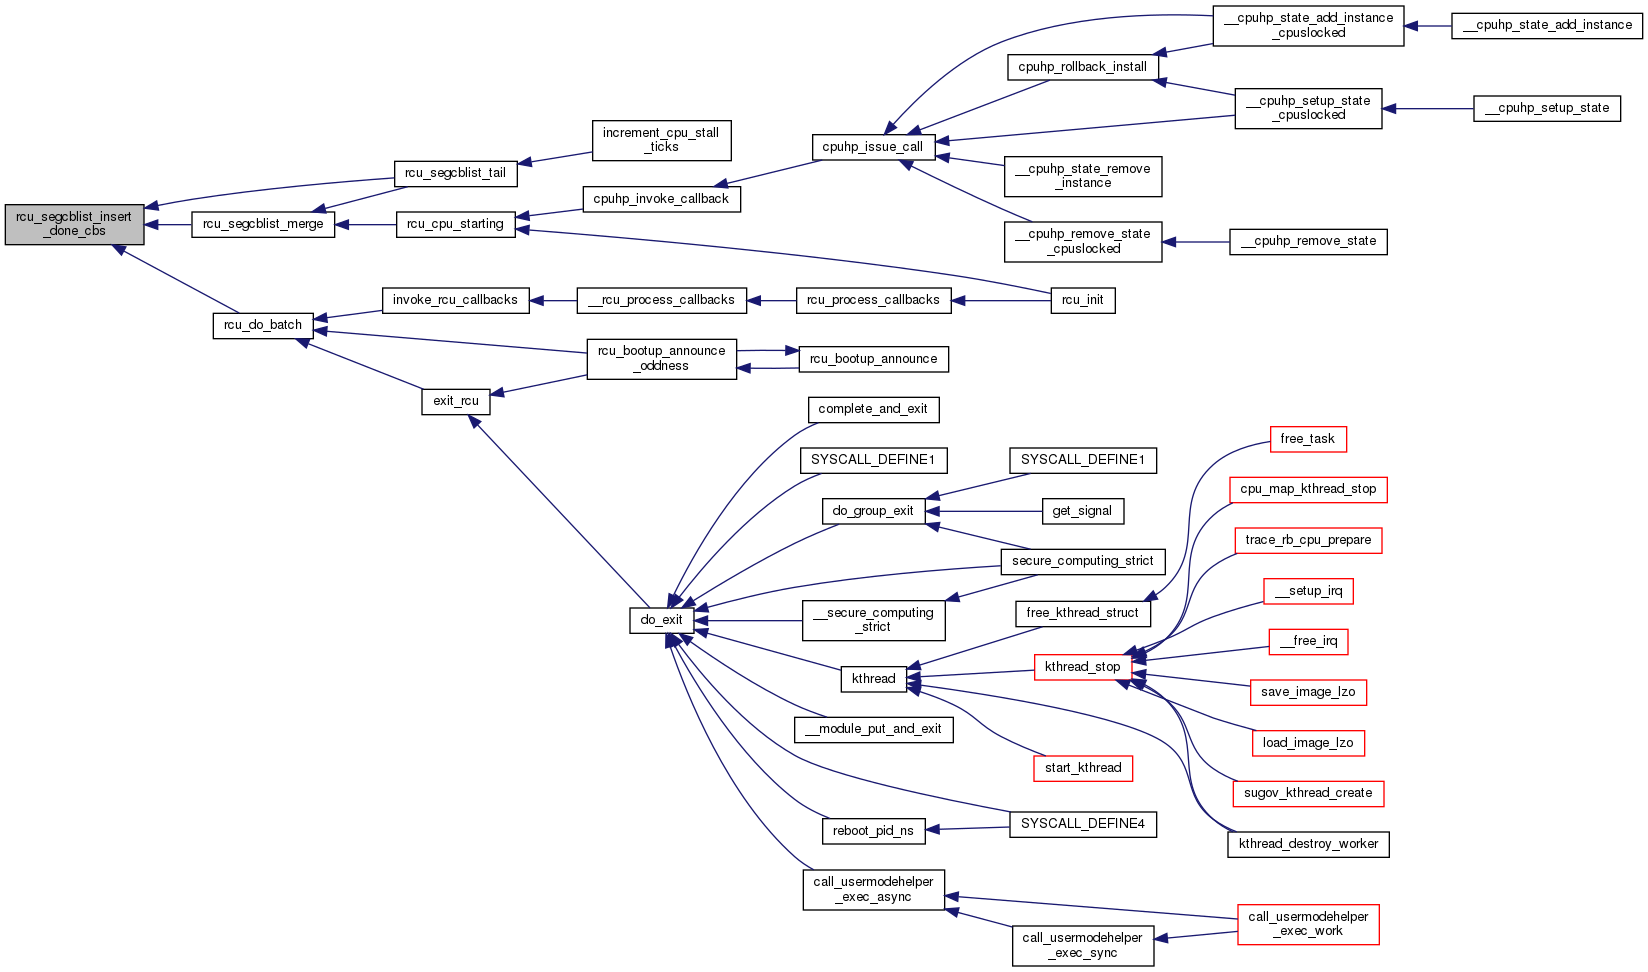 __cpuhp_state_add_instance
_cpuslocked
__cpuhp_state_add_instance
cpuhp_rollback_install
__cpuhp_setup_state
_cpuslocked
__cpuhp_setup_state
increment_cpu_stall
_ticks
cpuhp_issue_call
rcu_segcblist_tail
__cpuhp_state_remove
_instance
cpuhp_invoke_callback
rcu_segcblist_insert
_done_cbs
rcu_segcblist_merge
rcu_cpu_starting
__cpuhp_remove_state
_cpuslocked
__cpuhp_remove_state
invoke_rcu_callbacks
__rcu_process_callbacks
rcu_process_callbacks
rcu_init
rcu_do_batch
rcu_bootup_announce
_oddness
rcu_bootup_announce
exit_rcu
complete_and_exit
free_task
SYSCALL_DEFINE1
SYSCALL_DEFINE1
cpu_map_kthread_stop
do_group_exit
get_signal
trace_rb_cpu_prepare
secure_computing_strict
__setup_irq
do_exit
__secure_computing
_strict
free_kthread_struct
__free_irq
kthread
kthread_stop
save_image_lzo
__module_put_and_exit
load_image_lzo
start_kthread
sugov_kthread_create
reboot_pid_ns
SYSCALL_DEFINE4
kthread_destroy_worker
call_usermodehelper
_exec_async
call_usermodehelper
_exec_work
call_usermodehelper
_exec_sync